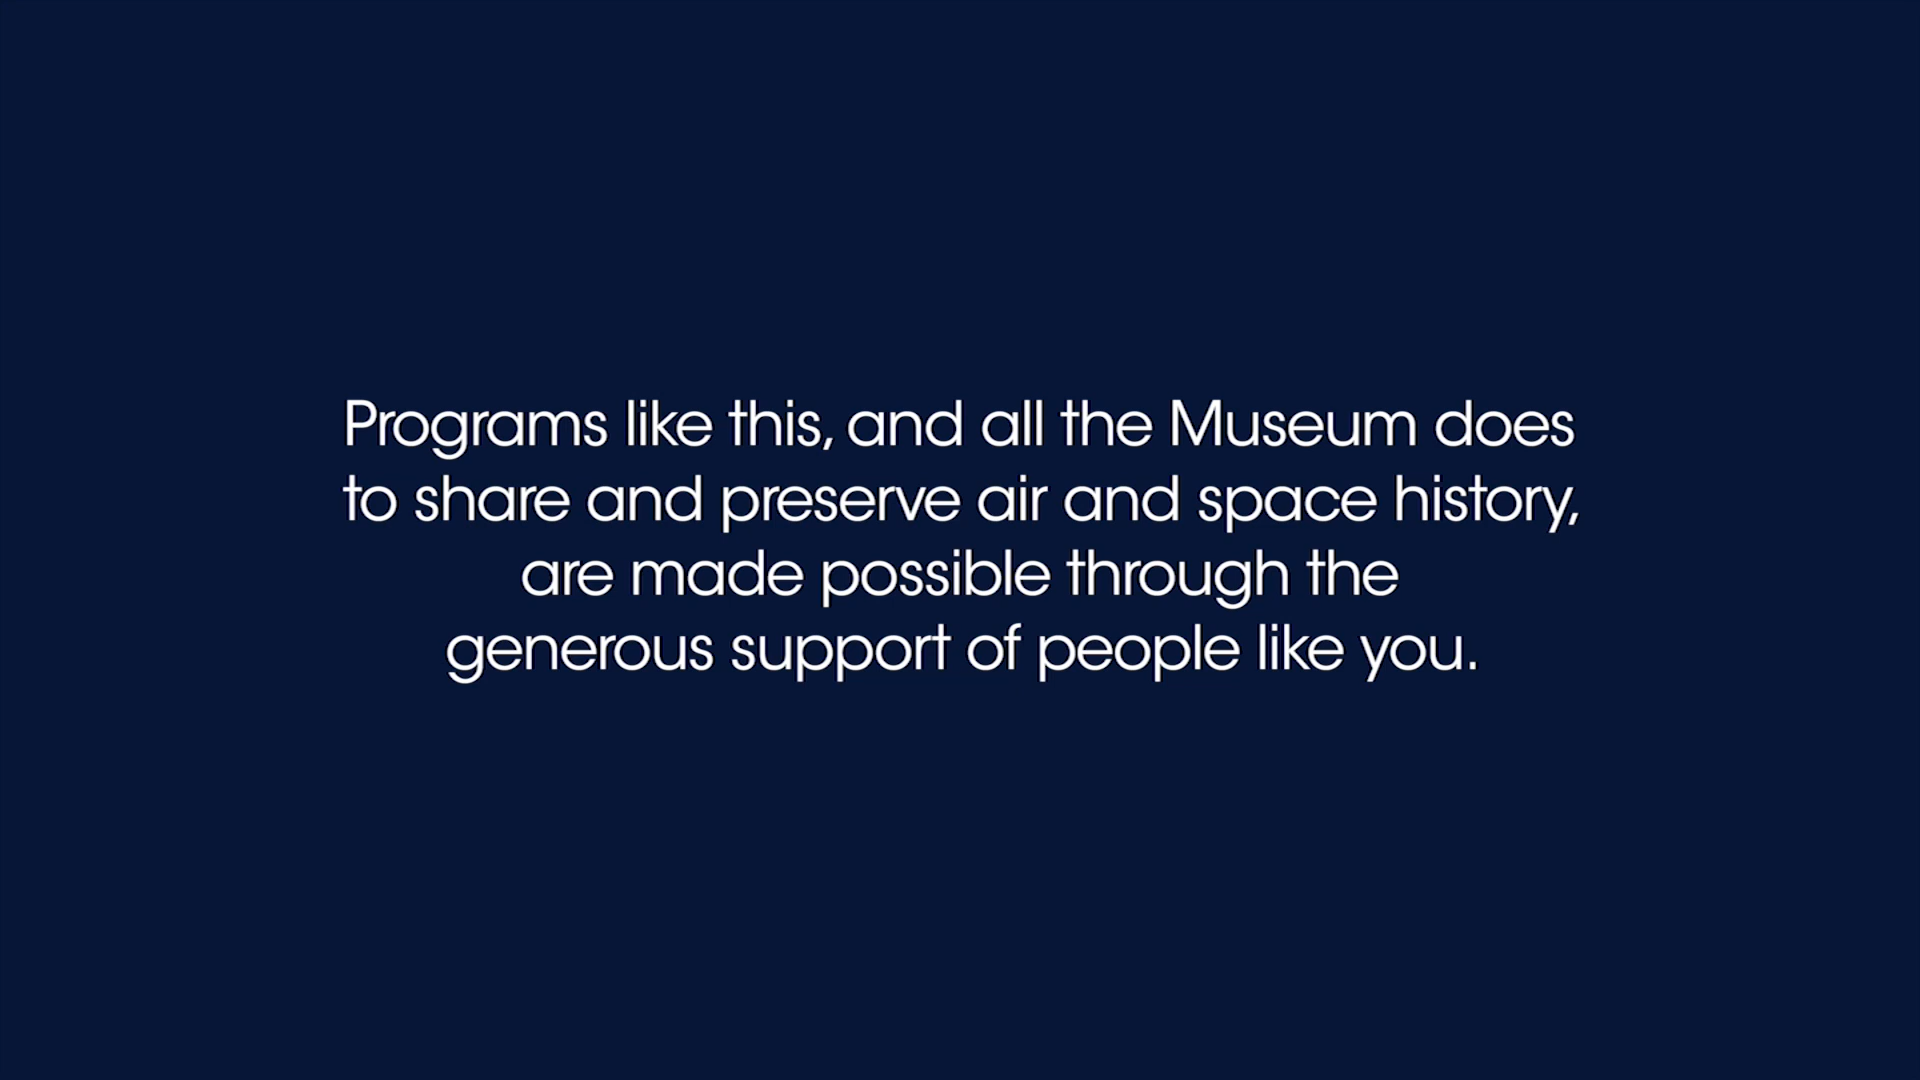 Programs like this, and all the Museum does
to share and preserve air and space history,
are made possible through the
generous support of people like you.